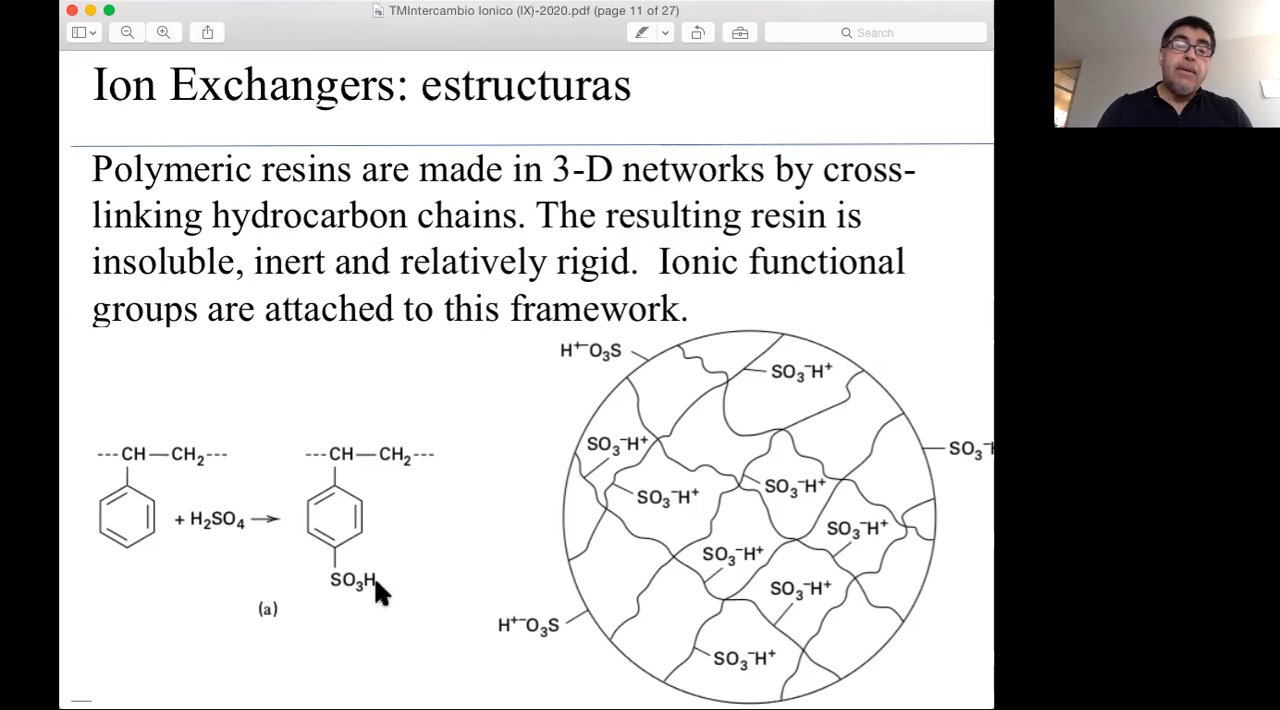 TMIntercambio Ionico (IX)-2020.pdf (page 11 of 27)
Search
Ion Exchangers: estructuras
Polymeric resins are made in 3-D networks by cross-
linking hydrocarbon chains. The resulting resin is
insoluble, inert and relatively rigid.  Ionic functional
groups are attached to this framework.
H⁺⁻O₃S
SO₃⁻H⁺
SO₃⁻H⁺
SO₃⁻H
---CH—CH₂---
---CH—CH₂---
SO₃⁻H⁺
SO₃⁻H⁺
+ H₂SO₄ →
SO₃⁻H⁺
SO₃⁻H⁺
SO₃H
SO₃⁻H⁺
(a)
H⁺⁻O₃S
SO₃⁻H⁺